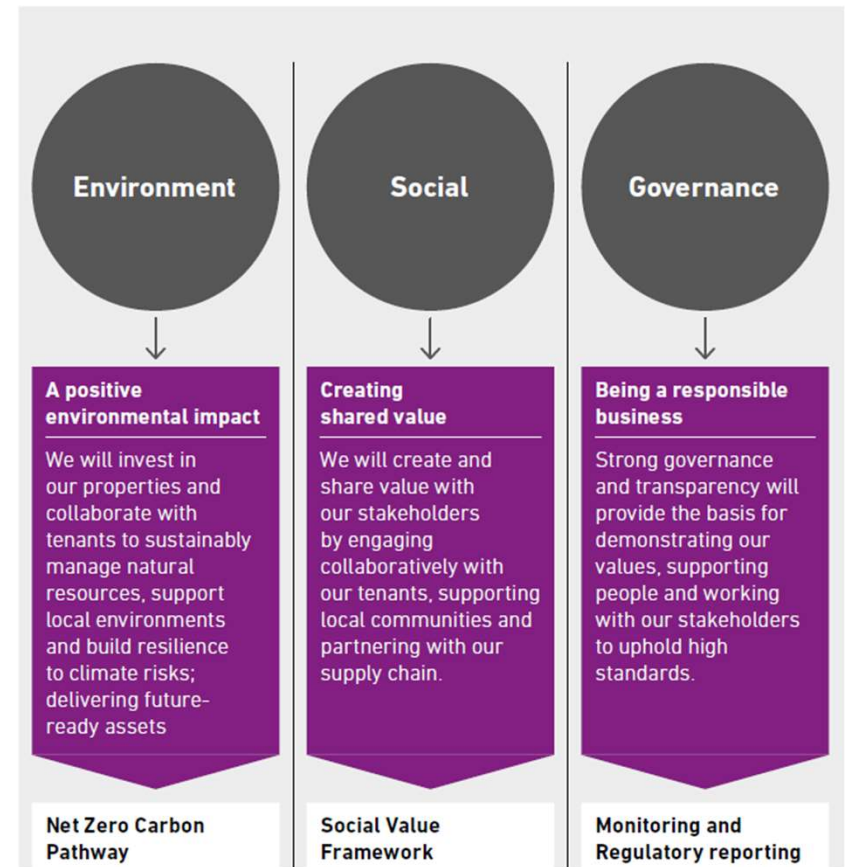 Environment
A positive
environmental impact
We will invest in
our properties and
collaborate with
tenants to sustainably
manage natural
resources, support
local environments
and build resilience
to climate risks;
delivering future-
ready assets
Net Zero Carbon
Pathway
Social
Creating
shared value
We will create and
share value with
our stakeholders
by engaging
collaboratively with
our tenants, supporting
local communities and
partnering with our
supply chain.
Social Value
Framework
Governance
Being a responsible
business
Strong governance
and transparency will
provide the basis for
demonstrating our
values, supporting
people and working
with our stakeholders
to uphold high
standards.
Monitoring and
Regulatory reporting